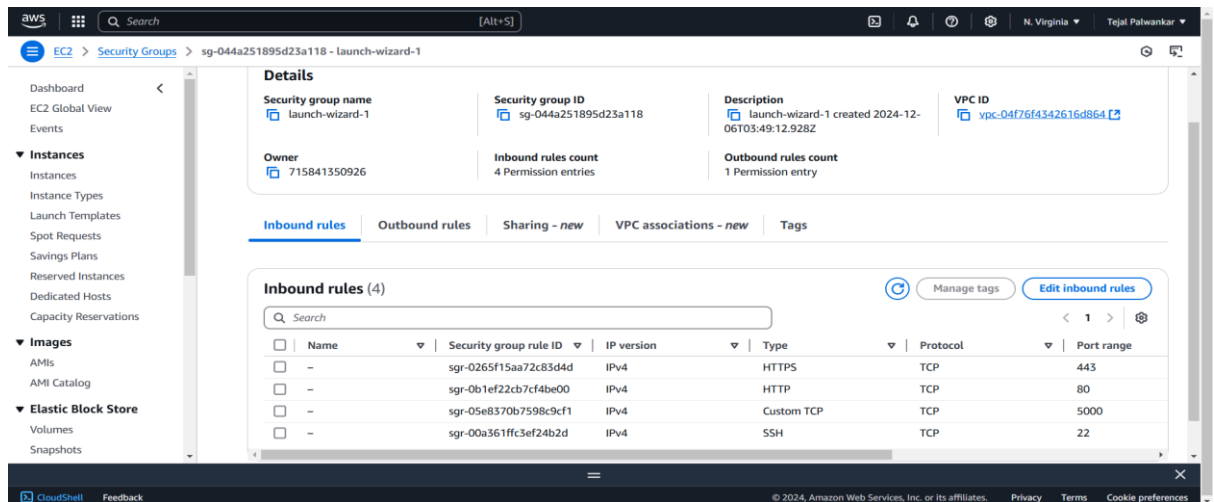 aws Search [Alt+S] N. Virginia Tejal Palwankar
EC2 > Security Groups > sg-044a251895d23a118 - launch-wizard-1
Dashboard
EC2 Global View
Events
Instances
Instances
Instance Types
Launch Templates
Spot Requests
Savings Plans
Reserved Instances
Dedicated Hosts
Capacity Reservations
Images
AMIs
AMI Catalog
Elastic Block Store
Volumes
Snapshots
Details
Security group name Security group ID Description VPC ID
launch-wizard-1 sg-044a251895d23a118 launch-wizard-1 created 2024-12- vpc-04f76f4342616d864
06T03:49:12.928Z
Owner Inbound rules count Outbound rules count
715841350926 4 Permission entries 1 Permission entry
Inbound rules Outbound rules Sharing - new VPC associations - new Tags
Inbound rules (4) Manage tags Edit inbound rules
Search < 1 >
Name Security group rule ID IP version Type Protocol Port range
– sgr-0265f15aa72c83d4d IPv4 HTTPS TCP 443
– sgr-0b1ef22cb7cf4be00 IPv4 HTTP TCP 80
– sgr-05e8370b7598c9cf1 IPv4 Custom TCP TCP 5000
– sgr-00a361ffc3ef24b2d IPv4 SSH TCP 22
CloudShell Feedback © 2024, Amazon Web Services, Inc. or its affiliates. Privacy Terms Cookie preferences